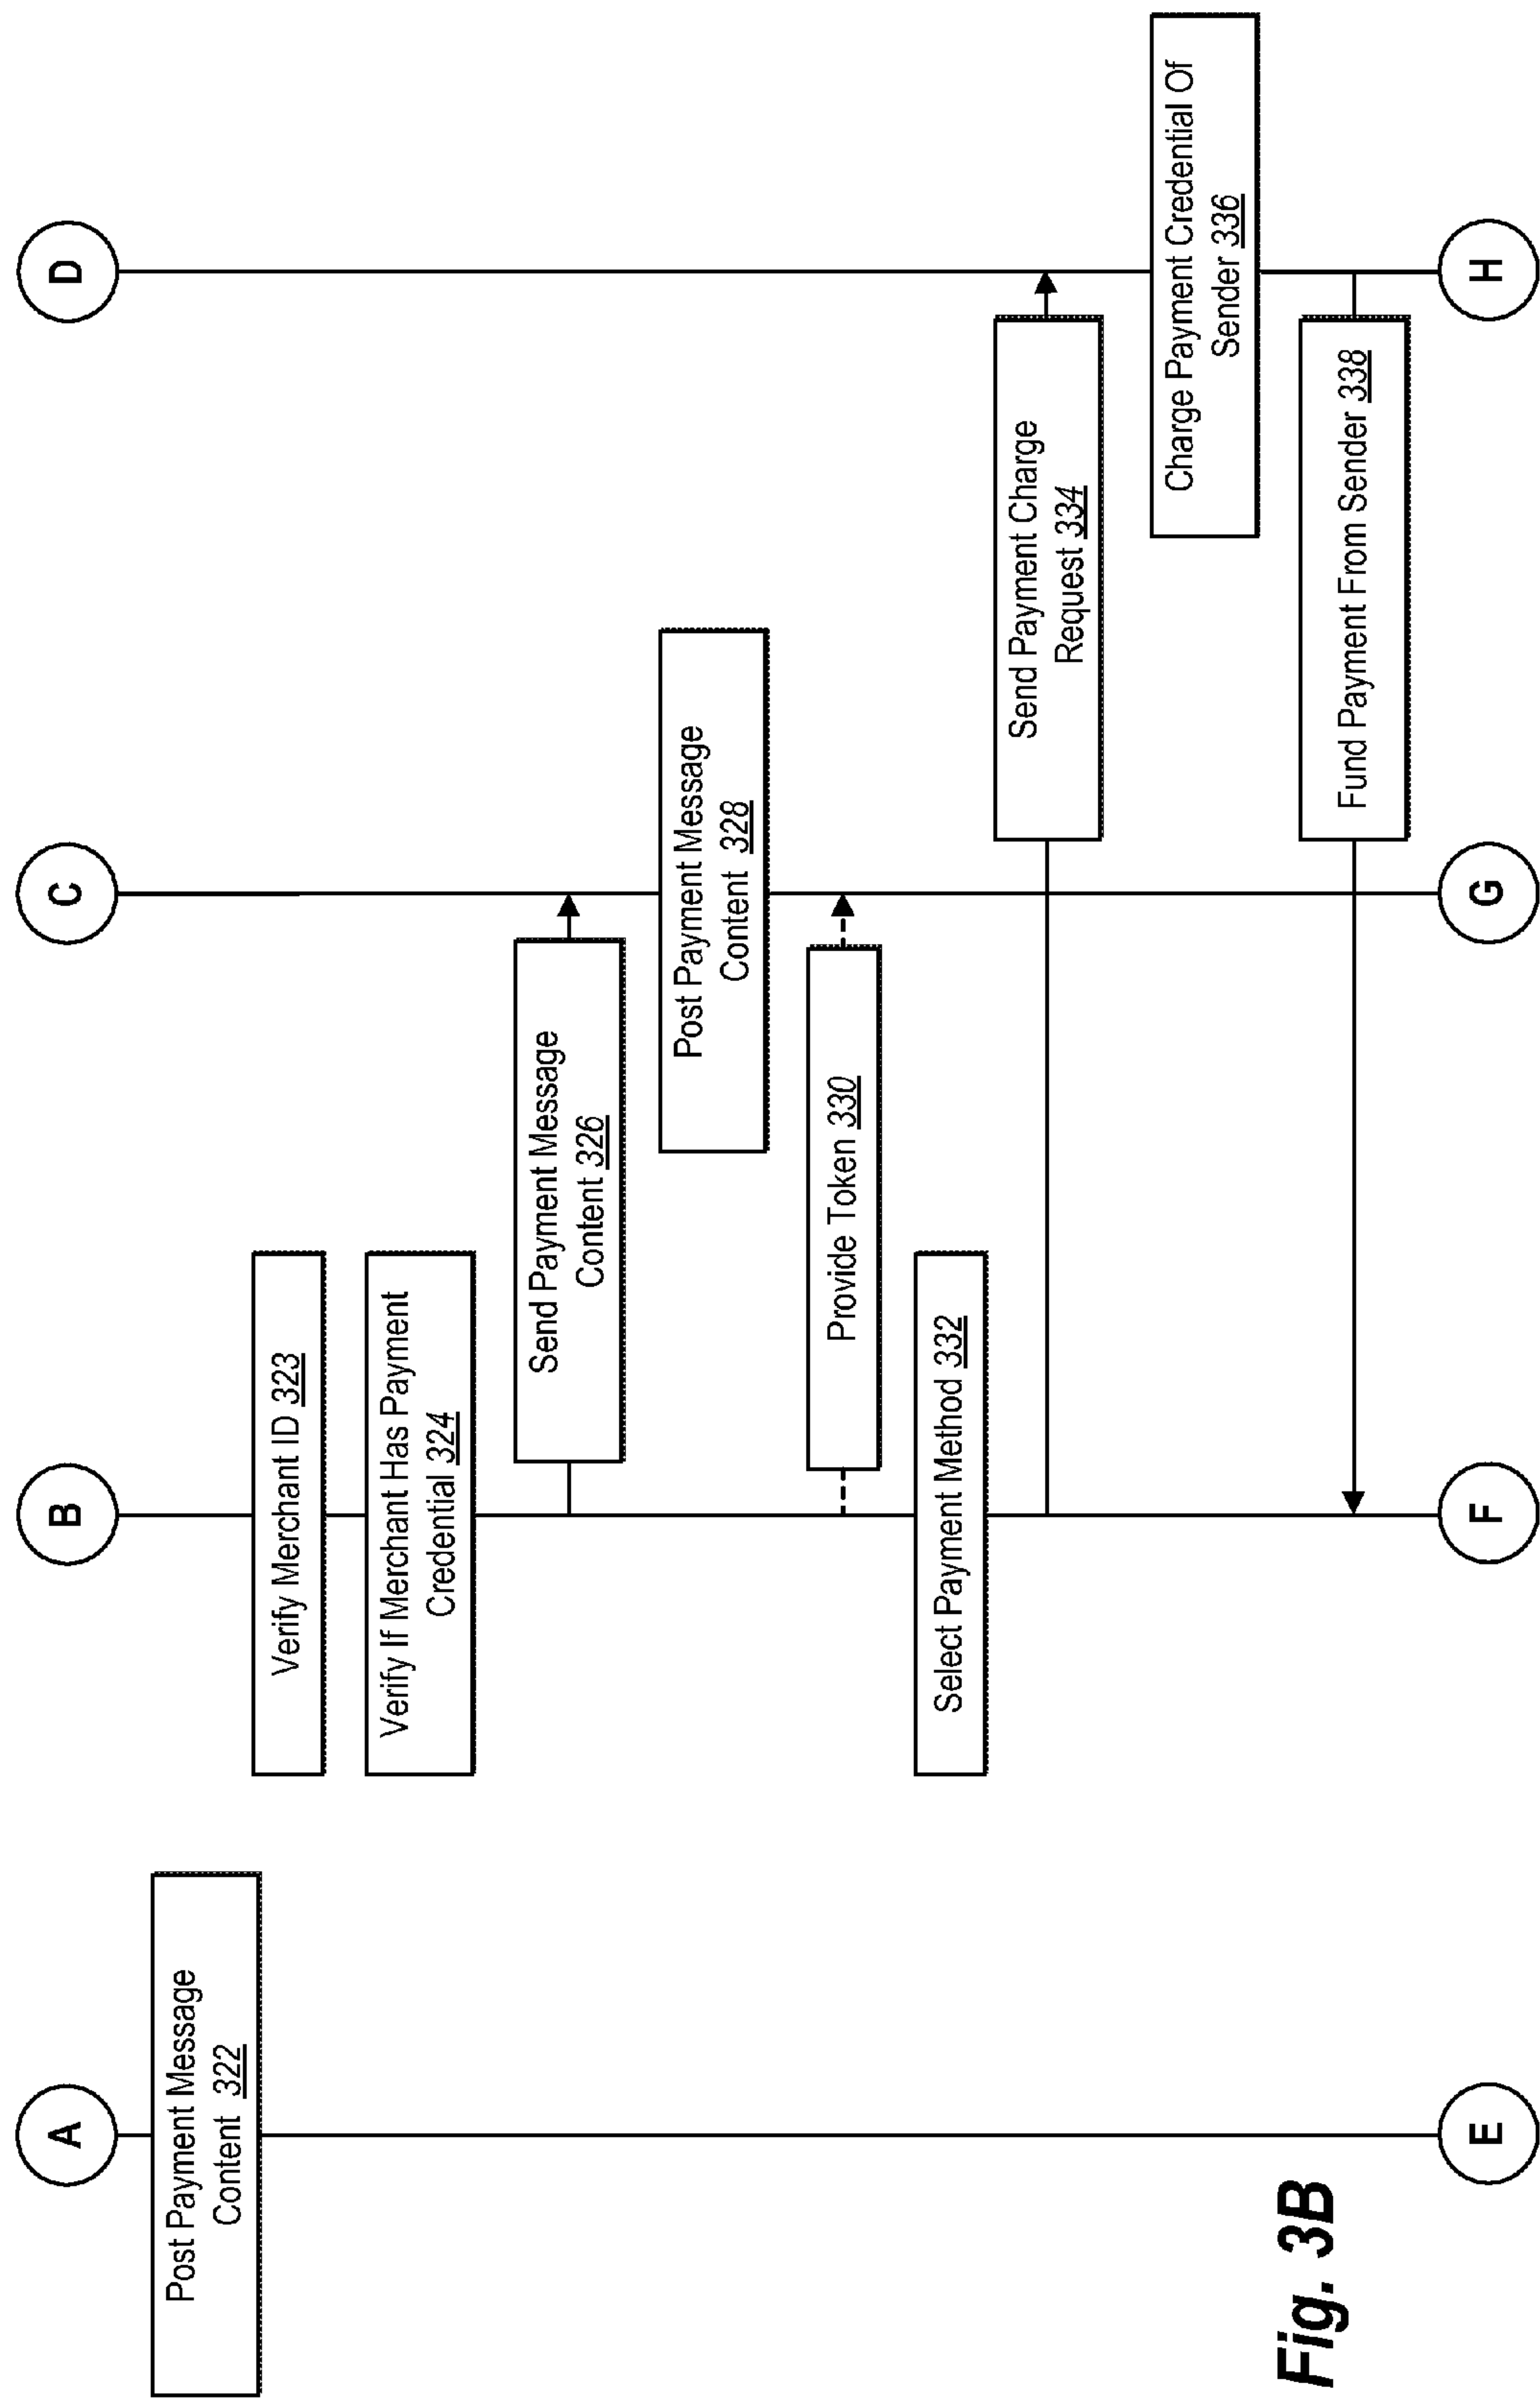 A
B
C
D
Post Payment Message
Content 322
Verify Merchant ID 323
Verify If Merchant Has Payment
Credential 324
Send Payment Message
Content 326
Post Payment Message
Content 328
Provide Token 330
Select Payment Method 332
Send Payment Charge
Request 334
Charge Payment Credential Of
Sender 336
Fund Payment From Sender 338
E
F
G
H
Fig. 3B